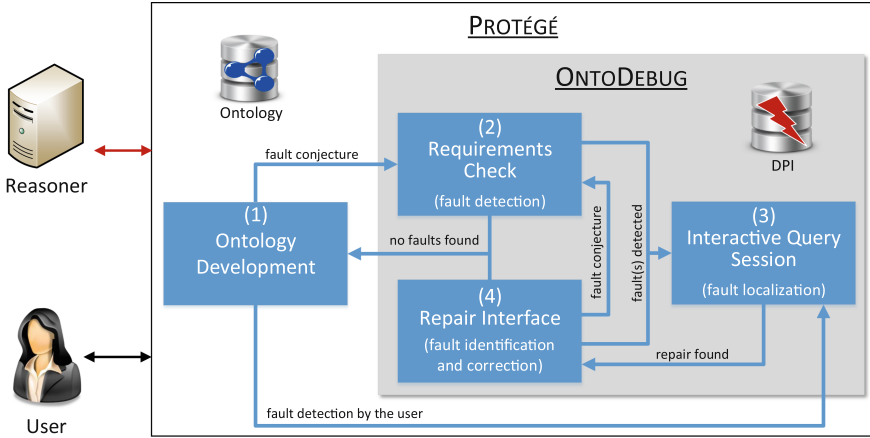 PROTÉGÉ
Ontology
ONTODEBUG
DPI
Reasoner
User
fault conjecture
(1)
Ontology
Development
(2)
Requirements
Check
(fault detection)
no faults found
(4)
Repair Interface
(fault identification
and correction)
fault conjecture
fault(s) detected
(3)
Interactive Query
Session
(fault localization)
repair found
fault detection by the user